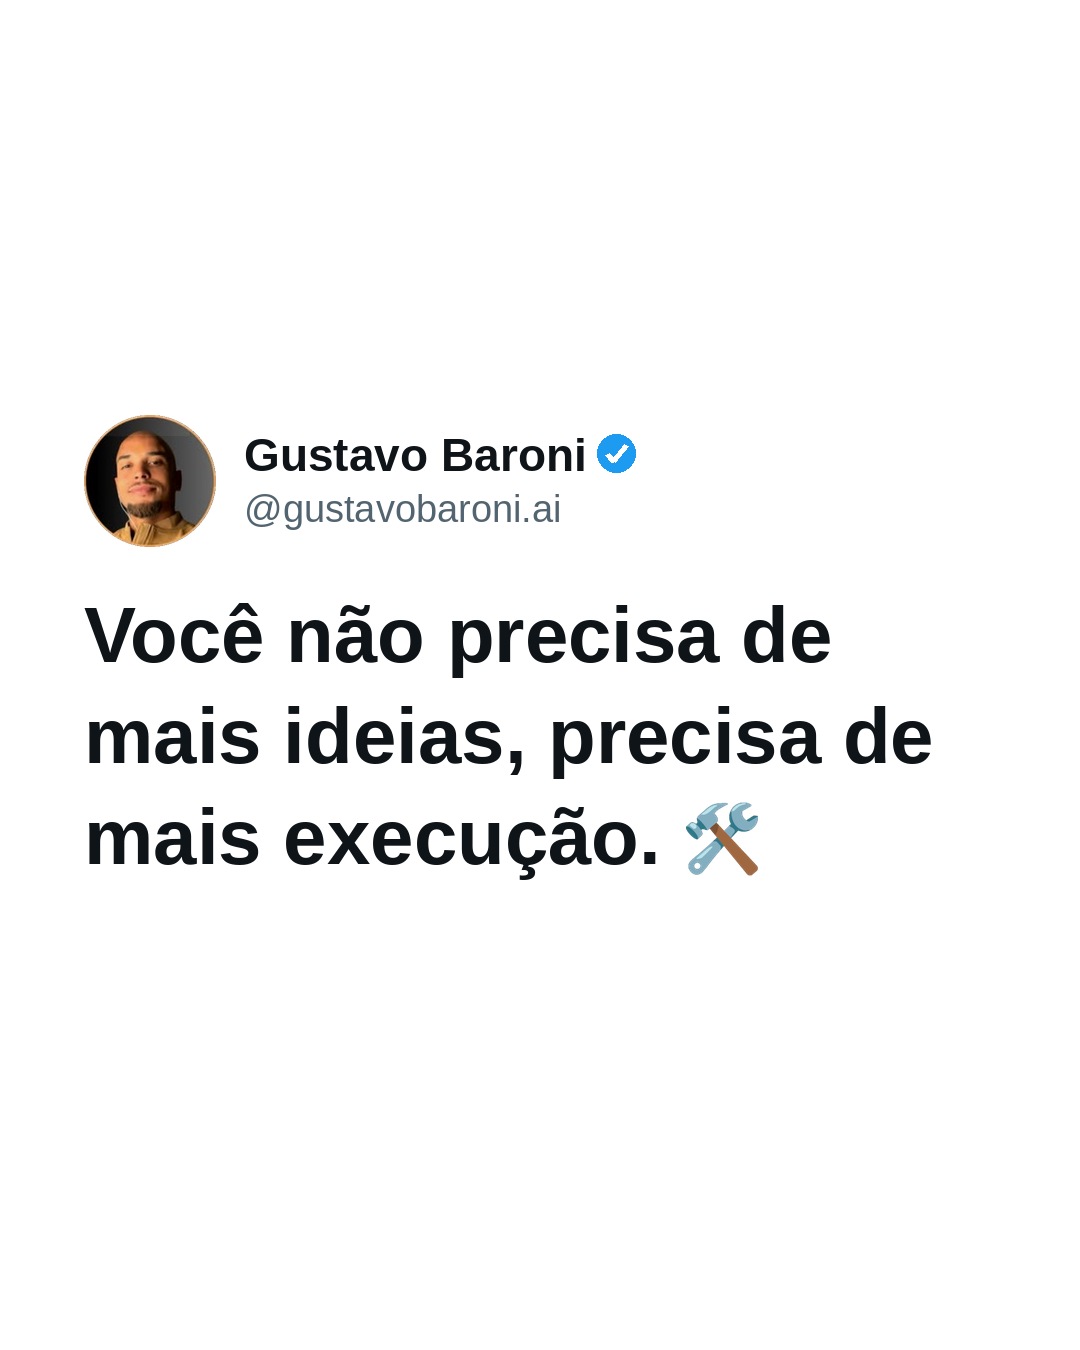 Gustavo Baroni
@gustavobaroni.ai
Você não precisa de
mais ideias, precisa de
mais execução. 🛠️